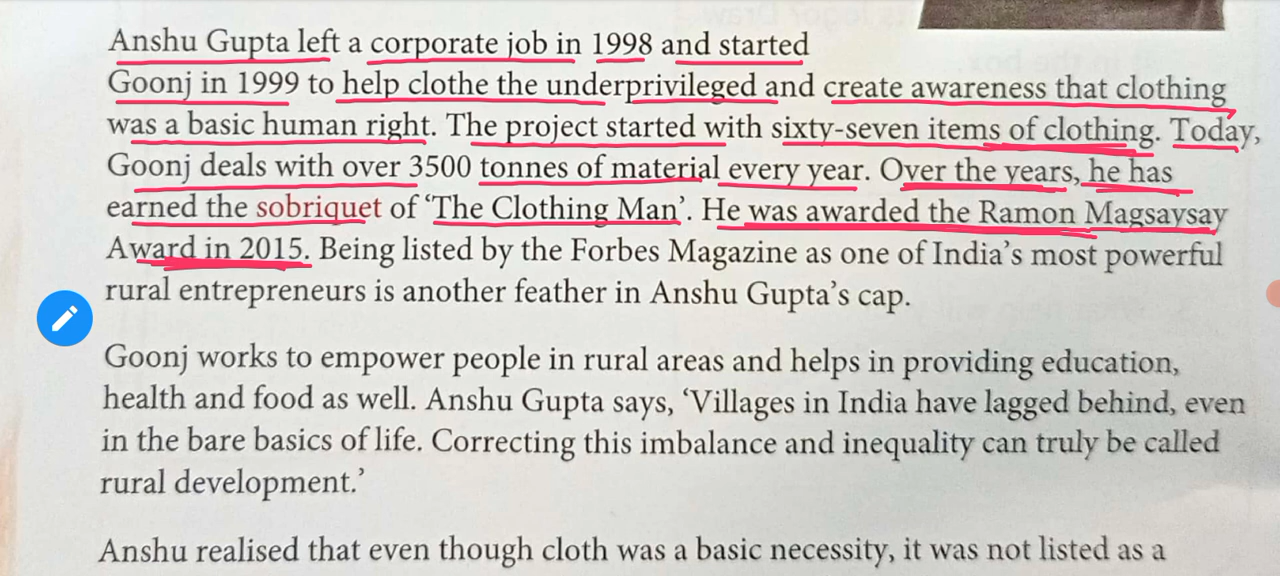 Anshu Gupta left a corporate job in 1998 and started
Goonj in 1999 to help clothe the underprivileged and create awareness that clothing
was a basic human right. The project started with sixty-seven items of clothing. Today,
Goonj deals with over 3500 tonnes of material every year. Over the years, he has
earned the sobriquet of ‘The Clothing Man’. He was awarded the Ramon Magsaysay
Award in 2015. Being listed by the Forbes Magazine as one of India’s most powerful
rural entrepreneurs is another feather in Anshu Gupta’s cap.
Goonj works to empower people in rural areas and helps in providing education,
health and food as well. Anshu Gupta says, ‘Villages in India have lagged behind, even
in the bare basics of life. Correcting this imbalance and inequality can truly be called
rural development.’
Anshu realised that even though cloth was a basic necessity, it was not listed as a